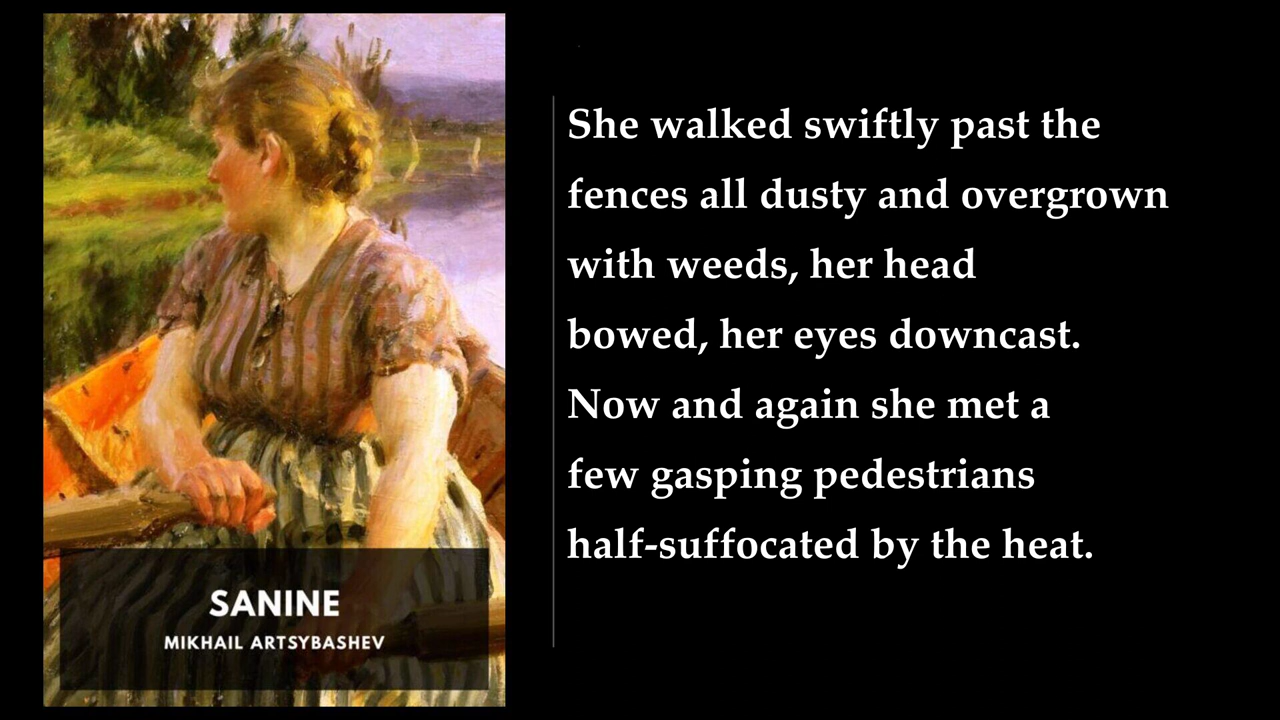 SANINE
MIKHAIL ARTSYBASHEV
She walked swiftly past the
fences all dusty and overgrown
with weeds, her head
bowed, her eyes downcast.
Now and again she met a
few gasping pedestrians
half-suffocated by the heat.